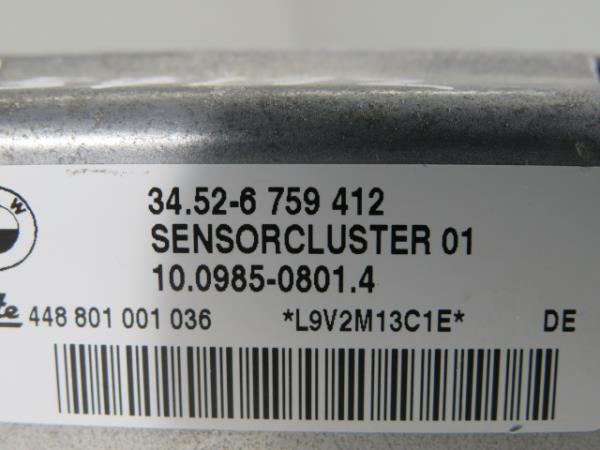 W
34.52-6 759 412
SENSORCLUSTER 01
10.0985-0801.4
448 801 001 036 *L9V2M13C1E* DE